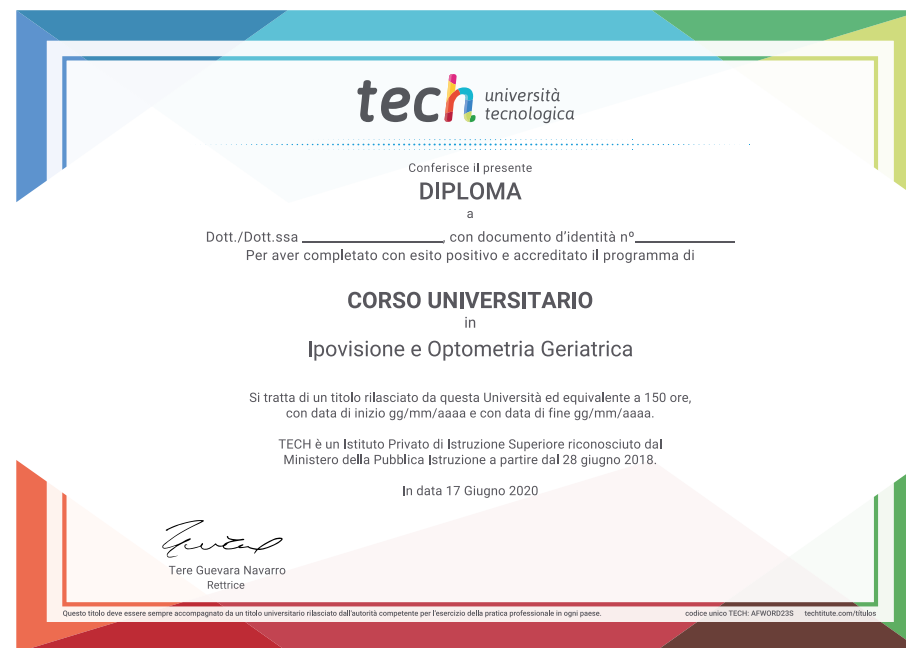 tech università
tecnologica
Conferisce il presente
DIPLOMA
a
Dott./Dott.ssa ____________________, con documento d'identità nº______________
Per aver completato con esito positivo e accreditato il programma di
CORSO UNIVERSITARIO
in
Ipovisione e Optometria Geriatrica
Si tratta di un titolo rilasciato da questa Università ed equivalente a 150 ore,
con data di inizio gg/mm/aaaa e con data di fine gg/mm/aaaa.
TECH è un Istituto Privato di Istruzione Superiore riconosciuto dal
Ministero della Pubblica Istruzione a partire dal 28 giugno 2018.
In data 17 Giugno 2020
Tere Guevara Navarro
Rettrice
Questo titolo deve essere sempre accompagnato da un titolo universitario rilasciato dall'autorità competente per l'esercizio della pratica professionale in ogni paese. codice unico TECH: AFWORD23S techtitute.com/títulos